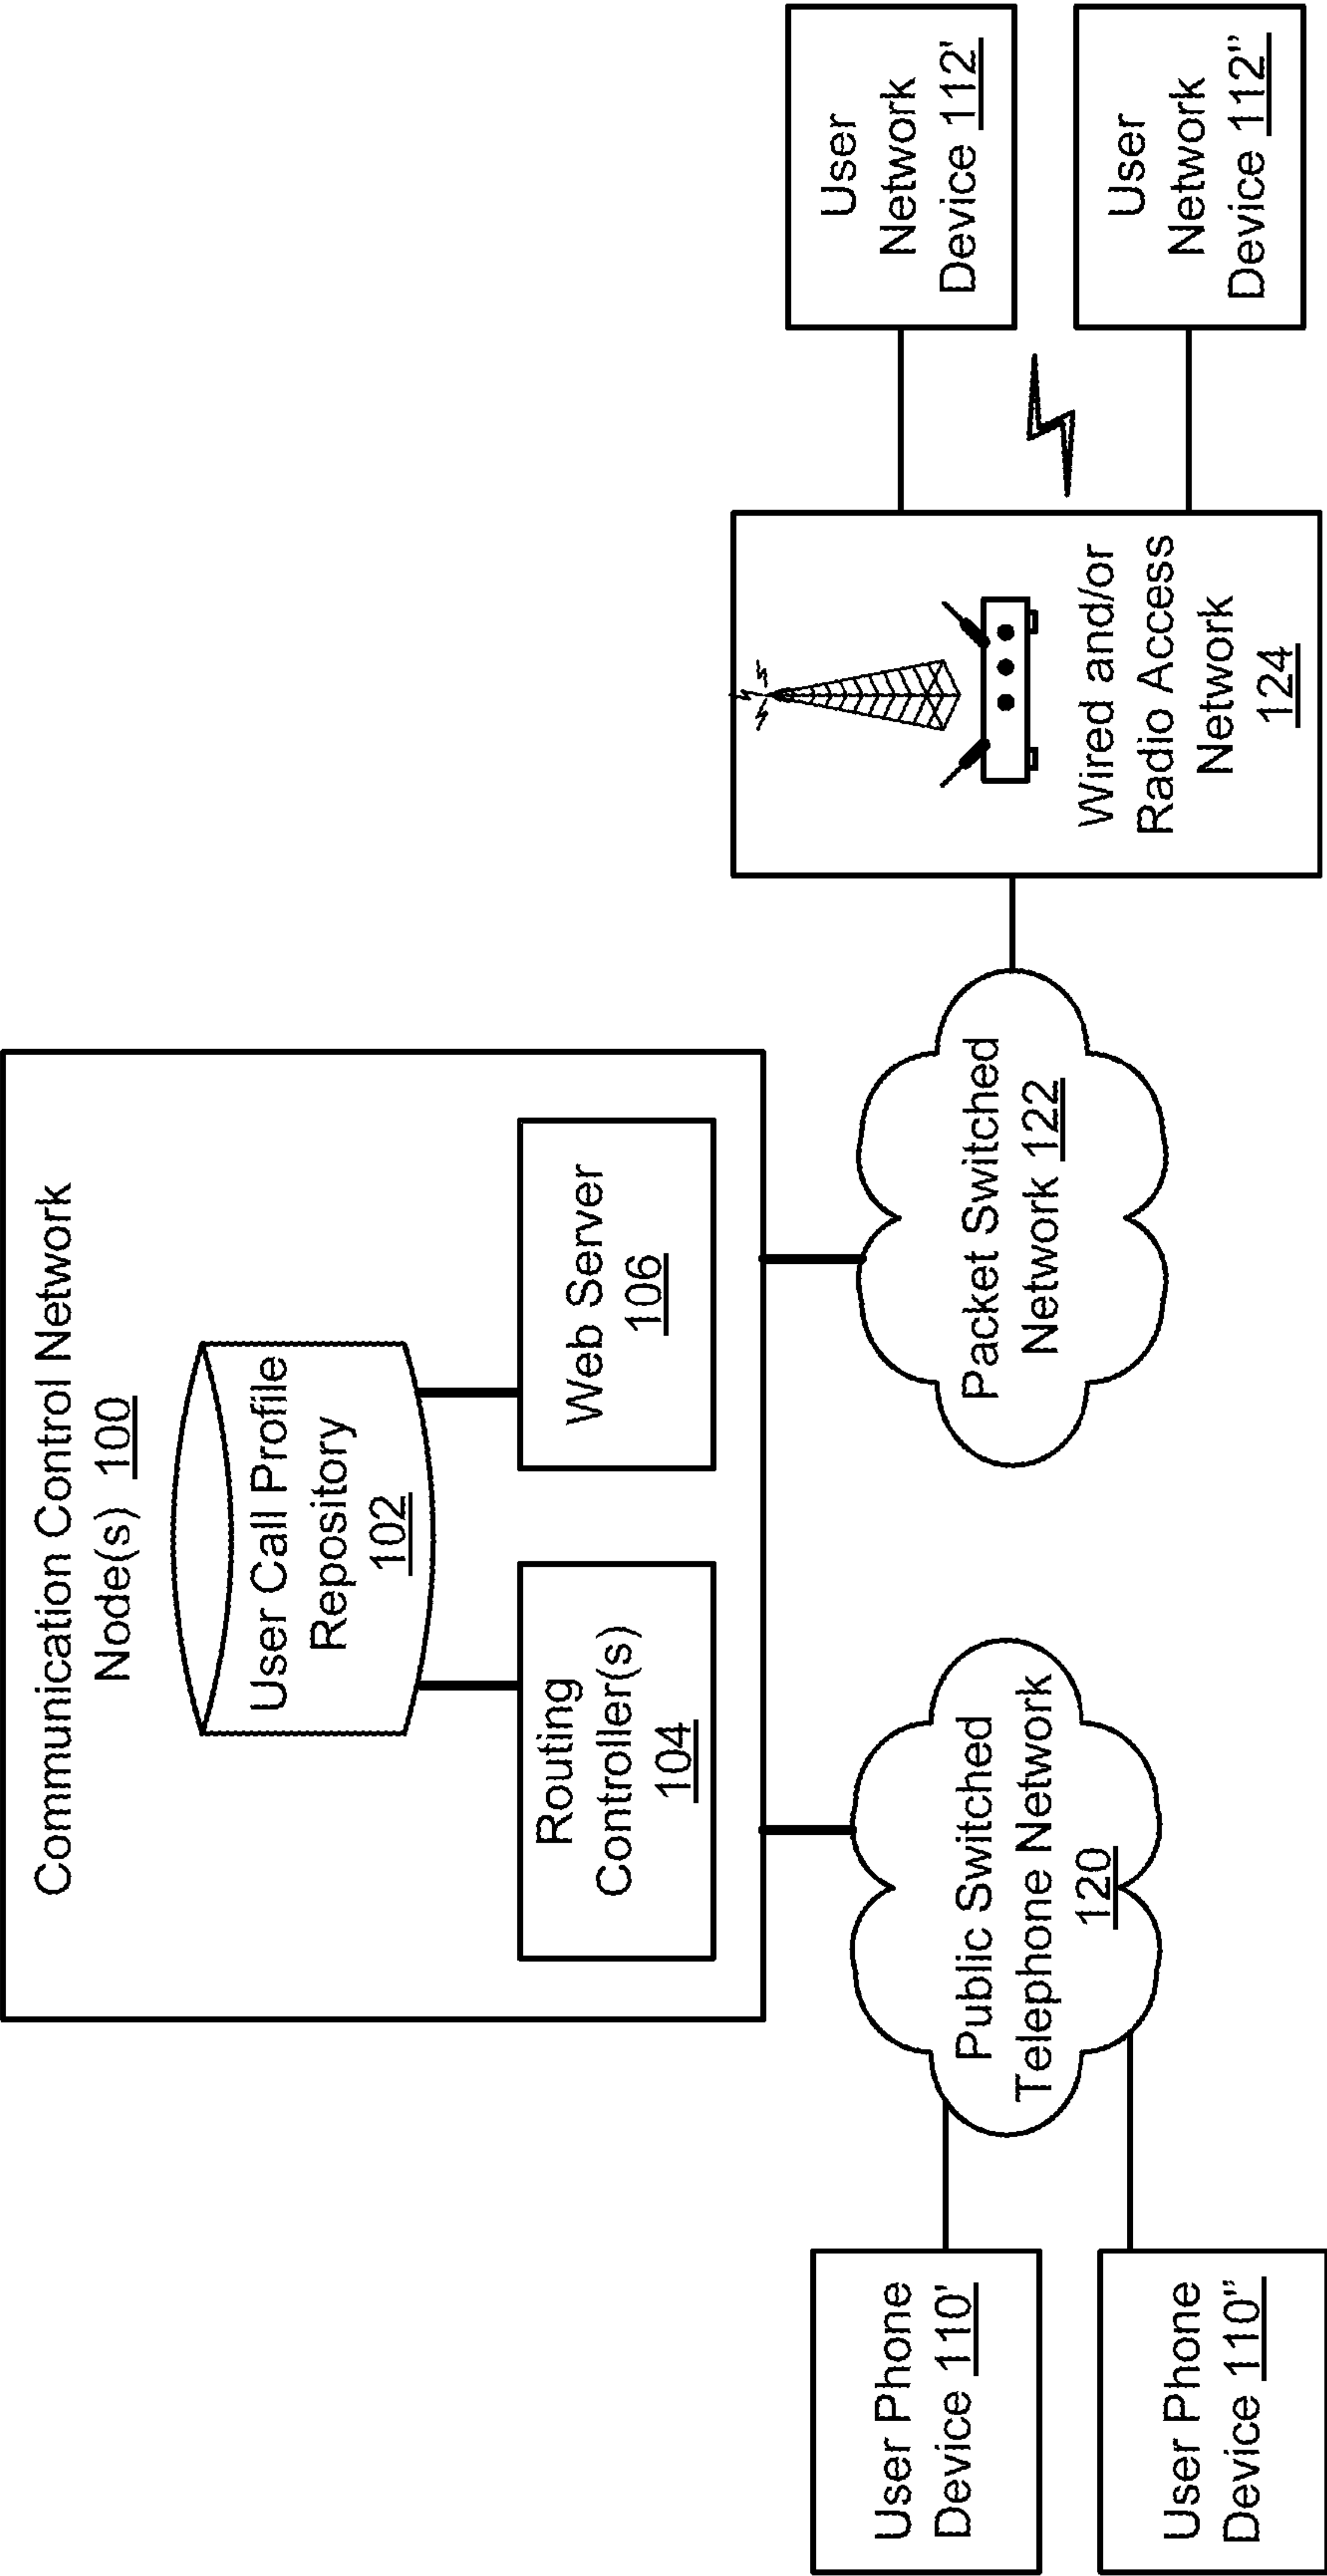 Communication Control Network
Node(s) 100
User Call Profile
Repository
102
Routing
Controller(s)
104
Web Server
106
Public Switched
Telephone Network
120
Packet Switched
Network 122
Wired and/or
Radio Access
Network
124
User Phone
Device 110'
User Phone
Device 110"
User
Network
Device 112'
User
Network
Device 112"